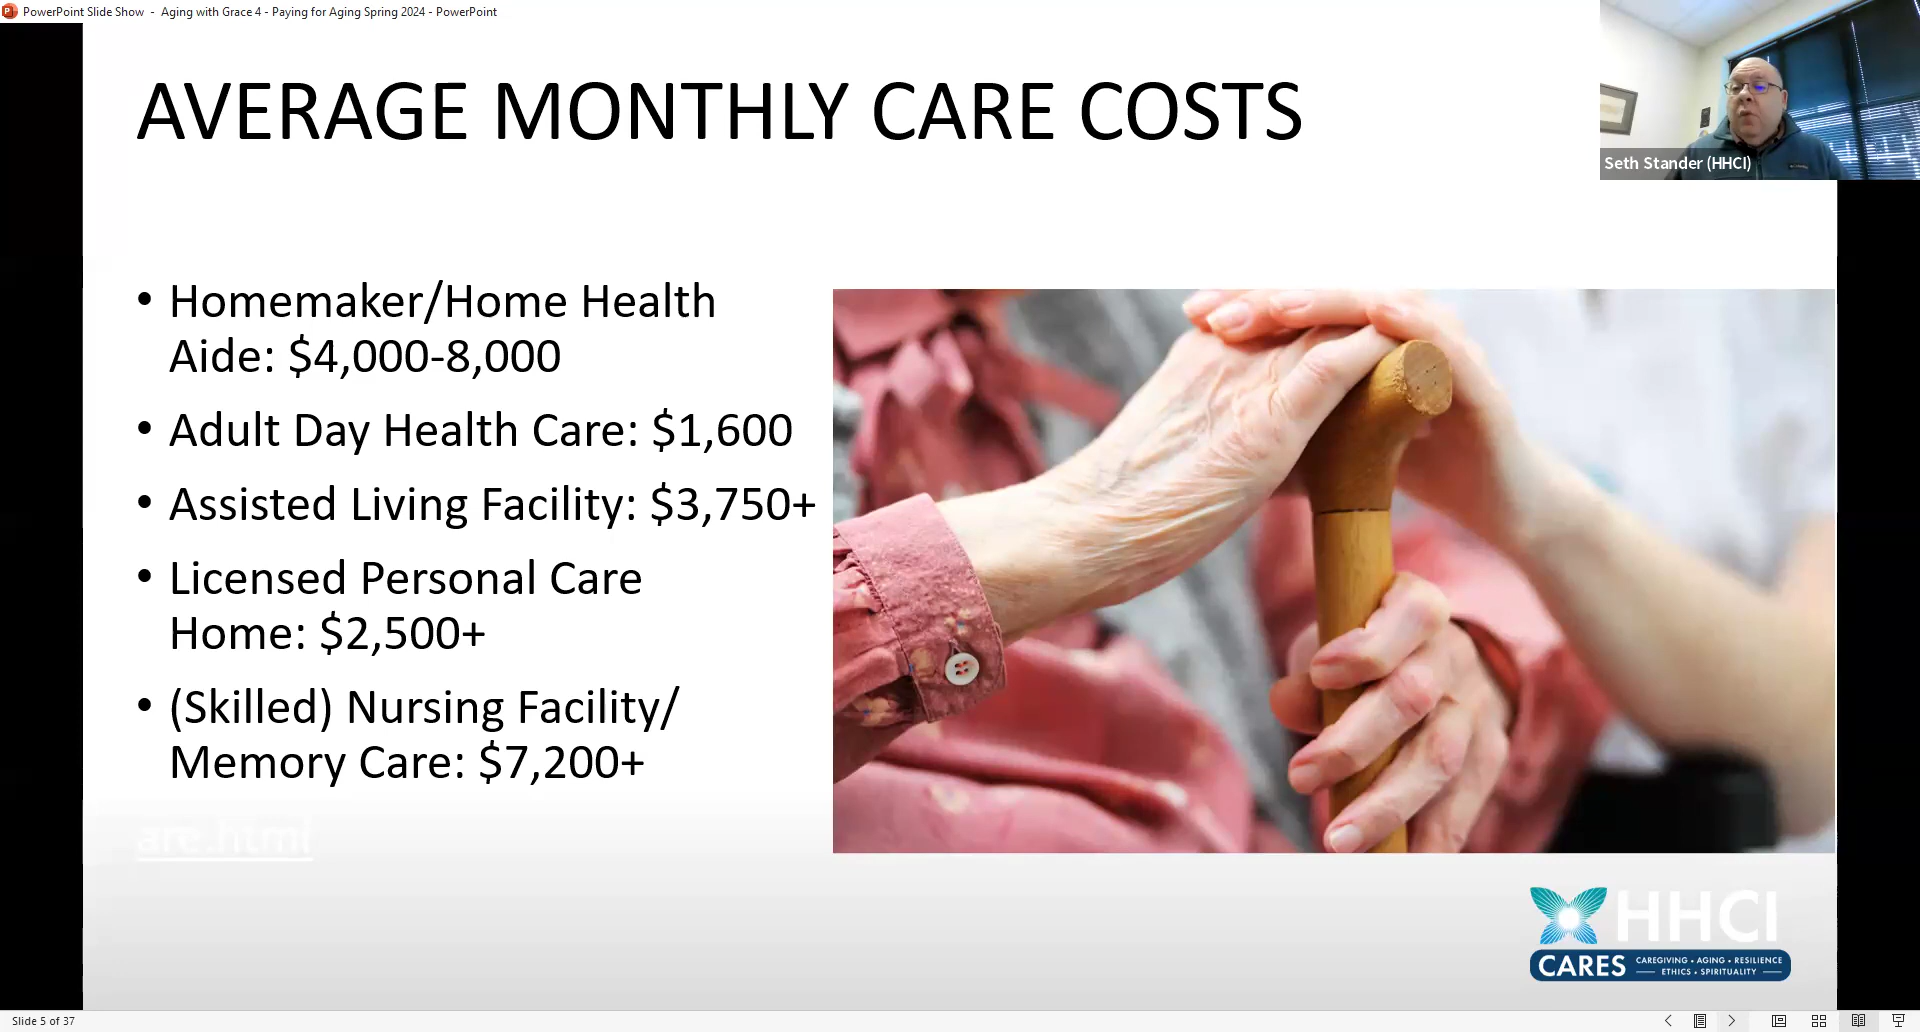 PowerPoint Slide Show - Aging with Grace 4 - Paying for Aging Spring 2024 - PowerPoint
AVERAGE MONTHLY CARE COSTS
Seth Stander (HHCI)
• Homemaker/Home Health
Aide: $4,000-8,000
• Adult Day Health Care: $1,600
• Assisted Living Facility: $3,750+
• Licensed Personal Care
Home: $2,500+
• (Skilled) Nursing Facility/
Memory Care: $7,200+
are.html
HHCI
CARES
CAREGIVING • AGING • RESILIENCE
ETHICS • SPIRITUALITY
Slide 5 of 37